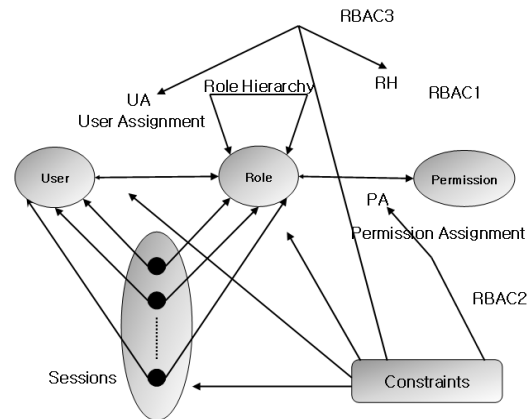 RBAC3
Role Hierarchy
RH
RBAC1
UA
User Assignment
User
Role
Permission
PA
Permission Assignment
RBAC2
Sessions
Constraints